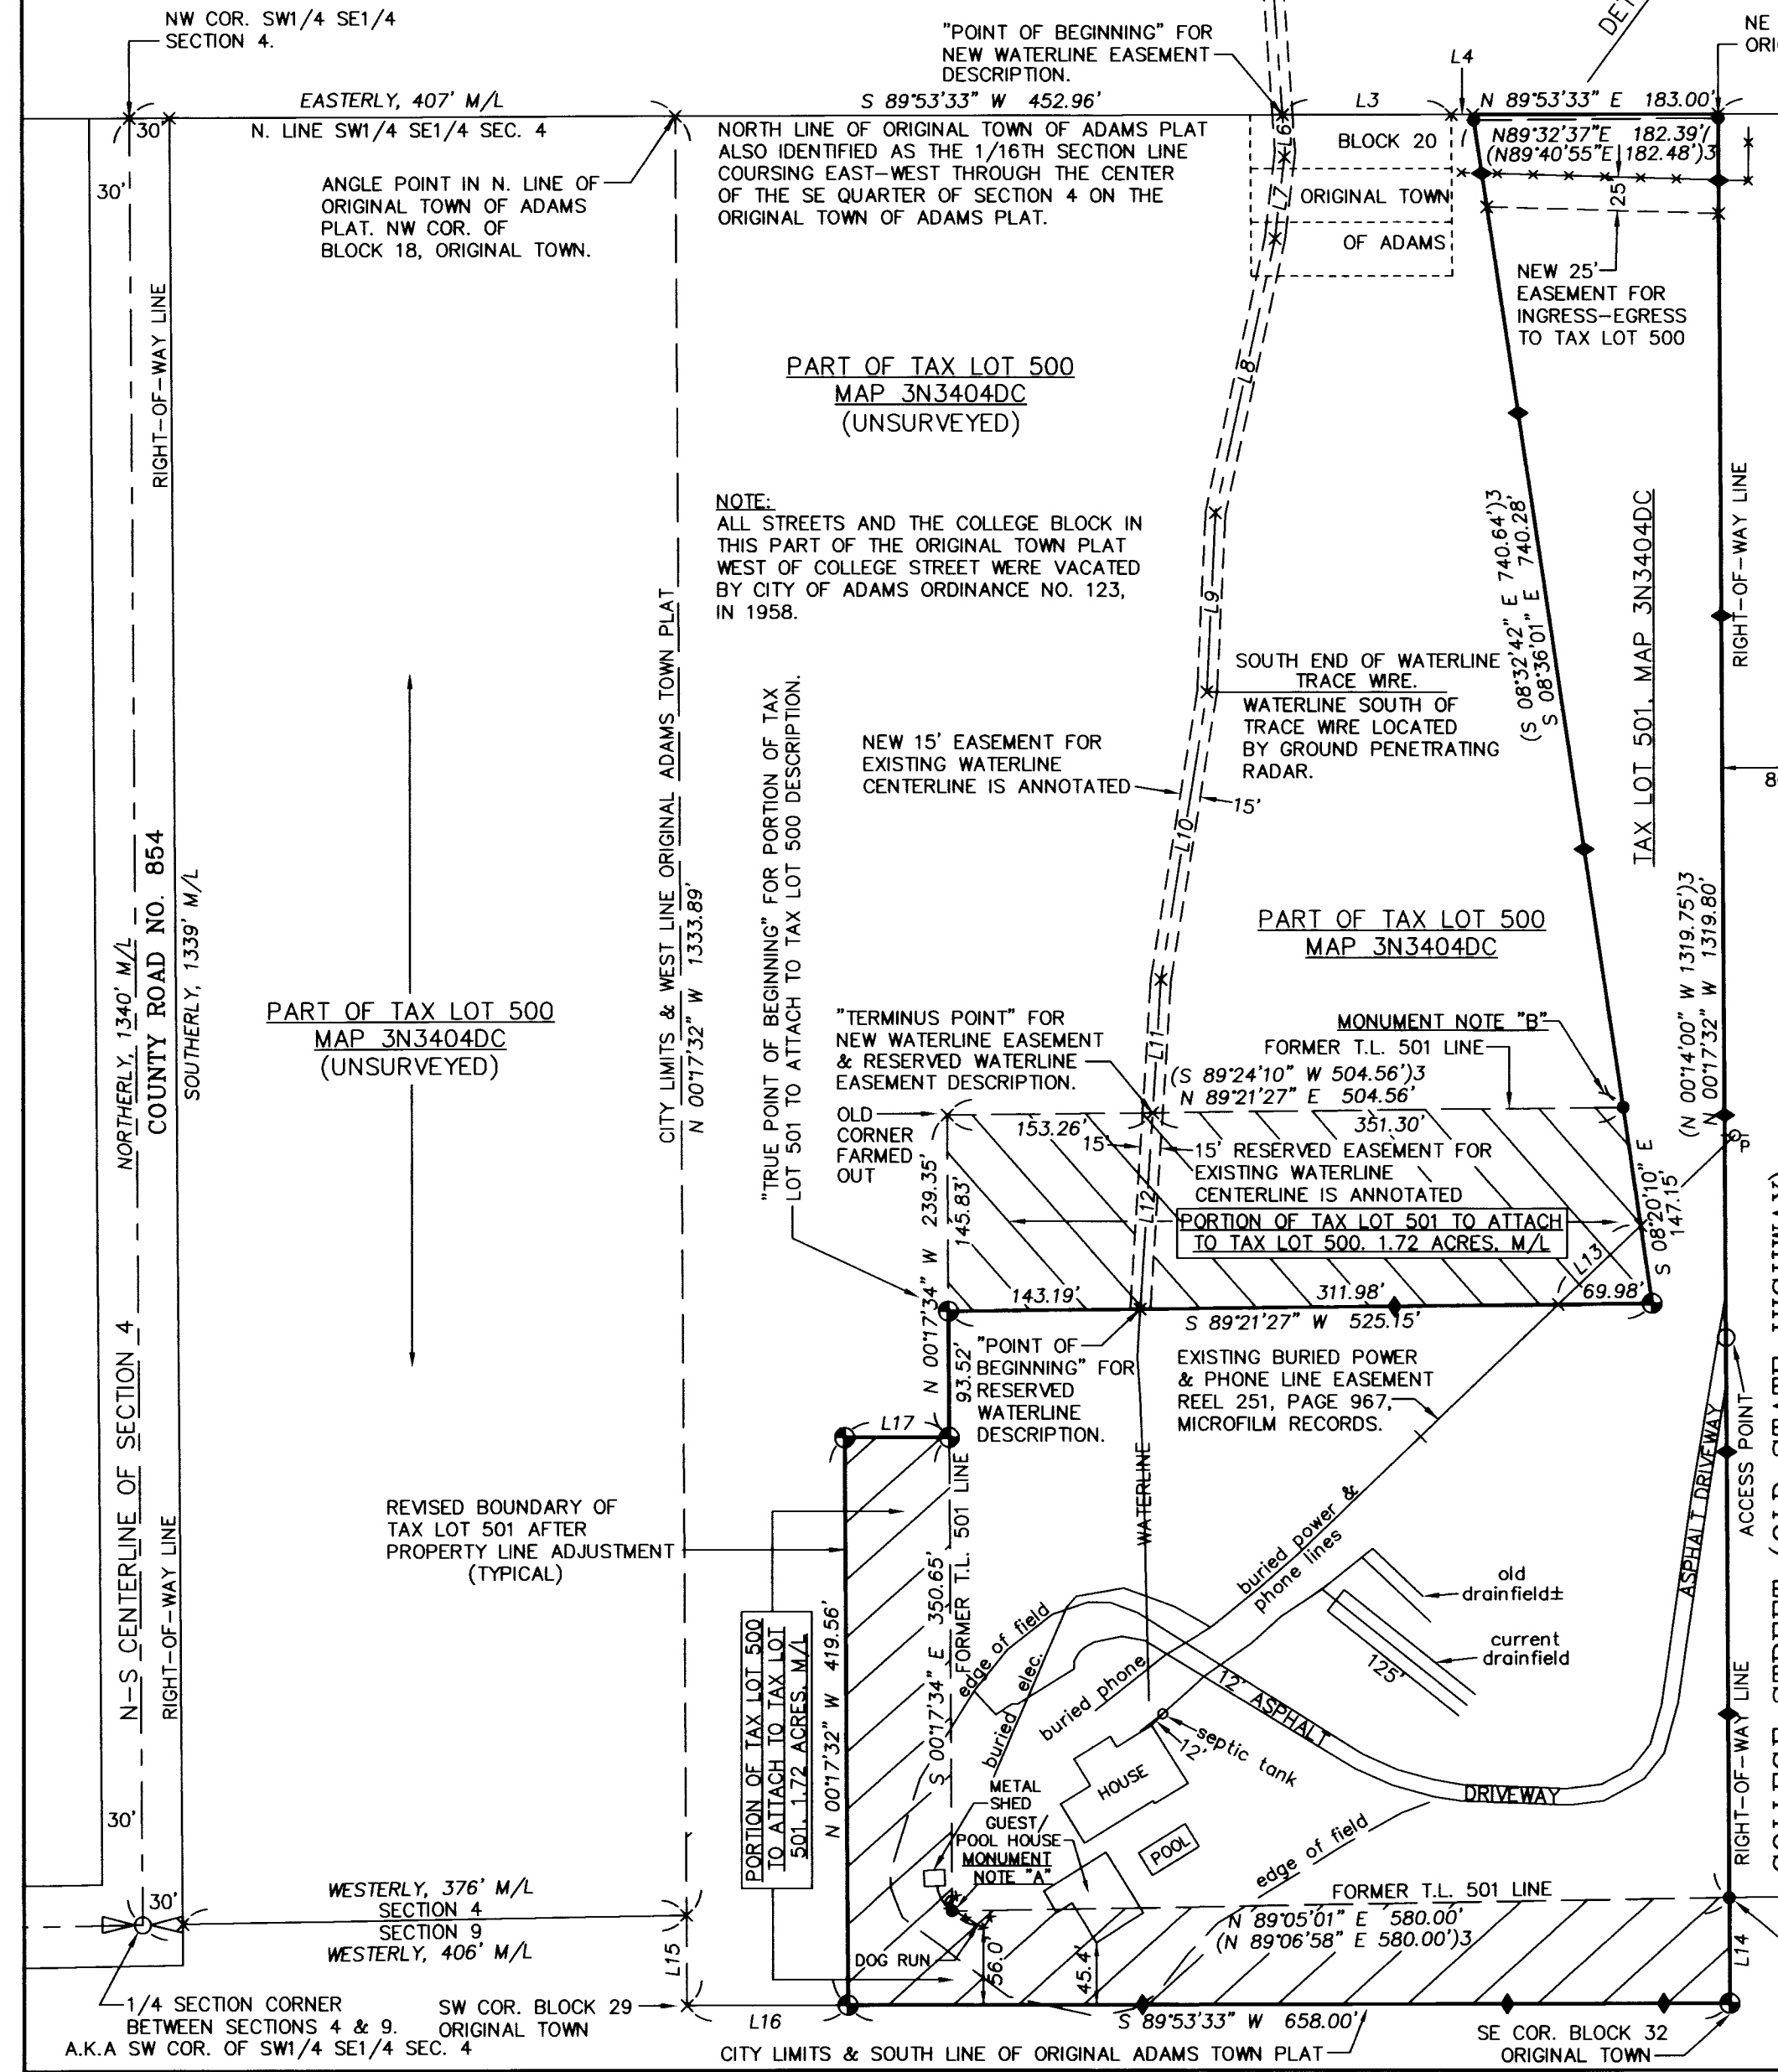 NW COR. SW1/4 SE1/4
SECTION 4.
"POINT OF BEGINNING" FOR
NEW WATERLINE EASEMENT
DESCRIPTION.
NE
L4
EASTERLY, 407' M/L
S 89°53'33" W 452.96'
L3
N 89°53'33" E 183.00'
30'
N. LINE SW1/4 SE1/4 SEC. 4
NORTH LINE OF ORIGINAL TOWN OF ADAMS PLAT
ALSO IDENTIFIED AS THE 1/16TH SECTION LINE
COURSING EAST-WEST THROUGH THE CENTER
OF THE SE QUARTER OF SECTION 4 ON THE
ORIGINAL TOWN OF ADAMS PLAT.
L6
BLOCK 20
N89°32'37"E 182.39'
(N89°40'55"E 182.48')3
30'
ANGLE POINT IN N. LINE OF
ORIGINAL TOWN OF ADAMS
PLAT. NW COR. OF
BLOCK 18, ORIGINAL TOWN.
L7
ORIGINAL TOWN
OF ADAMS
25'
NEW 25'
EASEMENT FOR
INGRESS-EGRESS
TO TAX LOT 500
RIGHT-OF-WAY LINE
PART OF TAX LOT 500
MAP 3N3404DC
(UNSURVEYED)
L8
NOTE:
ALL STREETS AND THE COLLEGE BLOCK IN
THIS PART OF THE ORIGINAL TOWN PLAT
WEST OF COLLEGE STREET WERE VACATED
BY CITY OF ADAMS ORDINANCE NO. 123,
IN 1958.
L9
(S 08°32'42" E 740.64')3
S 08°36'01" E 740.28'
TAX LOT 501, MAP 3N3404DC
RIGHT-OF-WAY LINE
SOUTH END OF WATERLINE
TRACE WIRE.
WATERLINE SOUTH OF
TRACE WIRE LOCATED
BY GROUND PENETRATING
RADAR.
NEW 15' EASEMENT FOR
EXISTING WATERLINE
CENTERLINE IS ANNOTATED
15'
8
L10
CITY LIMITS & WEST LINE ORIGINAL ADAMS TOWN PLAT
N 00°17'32" W 1333.89'
"TRUE POINT OF BEGINNING" FOR PORTION OF TAX
LOT 501 TO ATTACH TO TAX LOT 500 DESCRIPTION.
NORTHERLY, 1340' M/L
COUNTY ROAD NO. 854
SOUTHERLY, 1339' M/L
PART OF TAX LOT 500
MAP 3N3404DC
(N 00°14'00" W 1319.75')3
N 00°17'32" W 1319.80'
PART OF TAX LOT 500
MAP 3N3404DC
(UNSURVEYED)
"TERMINUS POINT" FOR
NEW WATERLINE EASEMENT
& RESERVED WATERLINE
EASEMENT DESCRIPTION.
L11
MONUMENT NOTE "B"
FORMER T.L. 501 LINE
(S 89°24'10" W 504.56')3
N 89°21'27" E 504.56'
OLD
CORNER
FARMED
OUT
153.26'
351.30'
15'
15' RESERVED EASEMENT FOR
EXISTING WATERLINE
CENTERLINE IS ANNOTATED
L12
PORTION OF TAX LOT 501 TO ATTACH
TO TAX LOT 500. 1.72 ACRES, M/L
P
S 08°20'10" E
147.15'
L13
N 00°17'34" W 239.35'
145.83'
143.19'
311.98'
69.98'
S 89°21'27" W 525.15'
93.52'
"POINT OF
BEGINNING" FOR
RESERVED
WATERLINE
DESCRIPTION.
EXISTING BURIED POWER
& PHONE LINE EASEMENT
REEL 251, PAGE 967,
MICROFILM RECORDS.
N-S CENTERLINE OF SECTION 4
RIGHT-OF-WAY LINE
L17
WATERLINE
ASPHALT DRIVEWAY
ACCESS POINT
COLLEGE STREET (OLD STATE HIGHWAY)
REVISED BOUNDARY OF
TAX LOT 501 AFTER
PROPERTY LINE ADJUSTMENT
(TYPICAL)
S 00°17'34" E 350.65'
FORMER T.L. 501 LINE
buried power &
phone lines
old
drainfield±
current
drainfield
125'
edge of field
buried elec.
buried phone
12' ASPHALT
DRIVEWAY
PORTION OF TAX LOT 500
TO ATTACH TO TAX LOT
501. 1.72 ACRES, M/L
N 00°17'32" W 419.56'
septic tank
12'
HOUSE
METAL
SHED
GUEST/
POOL HOUSE
MONUMENT
NOTE "A"
POOL
edge of field
RIGHT-OF-WAY LINE
30'
30'
WESTERLY, 376' M/L
SECTION 4
SECTION 9
WESTERLY, 406' M/L
L15
FORMER T.L. 501 LINE
N 89°05'01" E 580.00'
(N 89°06'58" E 580.00')3
DOG RUN
56.0'
45.4'
L14
1/4 SECTION CORNER
BETWEEN SECTIONS 4 & 9.
A.K.A SW COR. OF SW1/4 SE1/4 SEC. 4
SW COR. BLOCK 29
ORIGINAL TOWN
L16
S 89°53'33" W 658.00'
CITY LIMITS & SOUTH LINE OF ORIGINAL ADAMS TOWN PLAT
SE COR. BLOCK 32
ORIGINAL TOWN